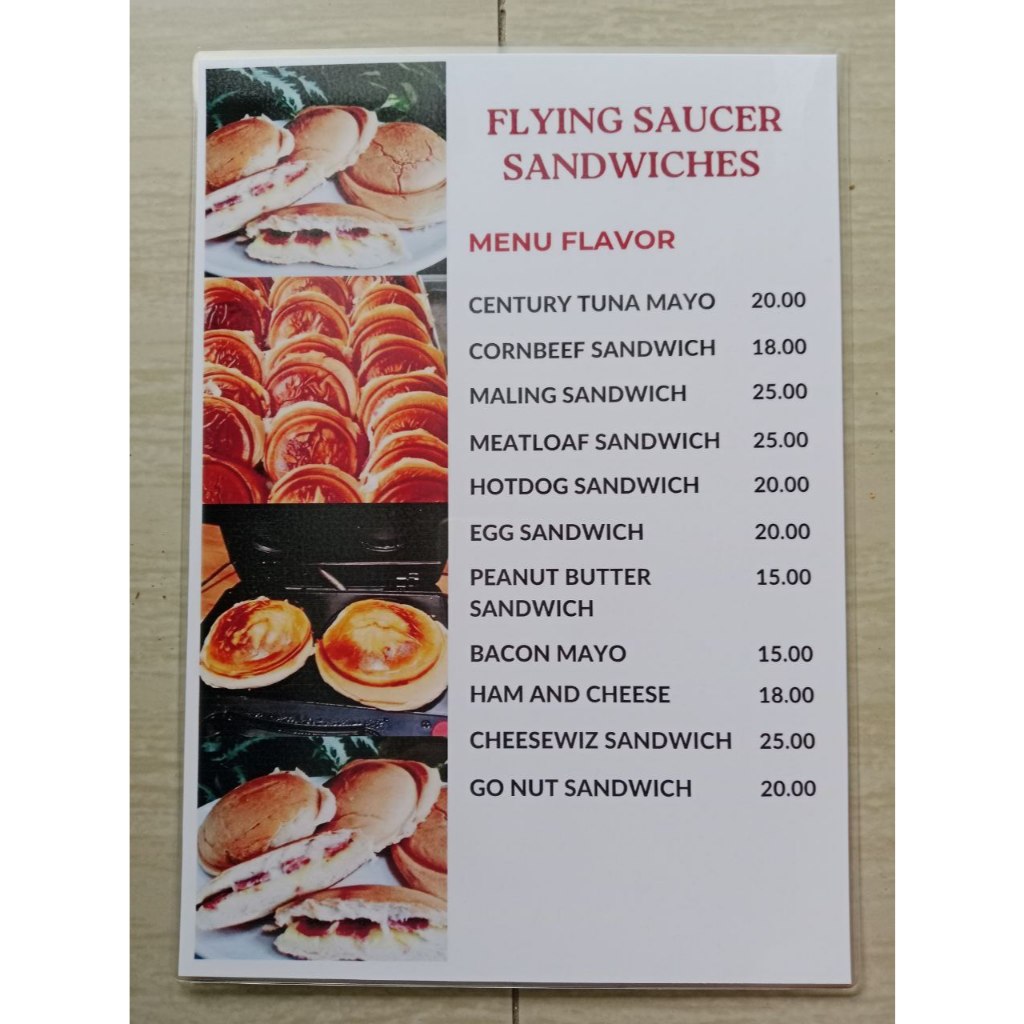 FLYING SAUCER
SANDWICHES
MENU FLAVOR
CENTURY TUNA MAYO 20.00
CORNBEEF SANDWICH 18.00
MALING SANDWICH 25.00
MEATLOAF SANDWICH 25.00
HOTDOG SANDWICH 20.00
EGG SANDWICH 20.00
PEANUT BUTTER 15.00
SANDWICH
BACON MAYO 15.00
HAM AND CHEESE 18.00
CHEESEWIZ SANDWICH 25.00
GO NUT SANDWICH 20.00